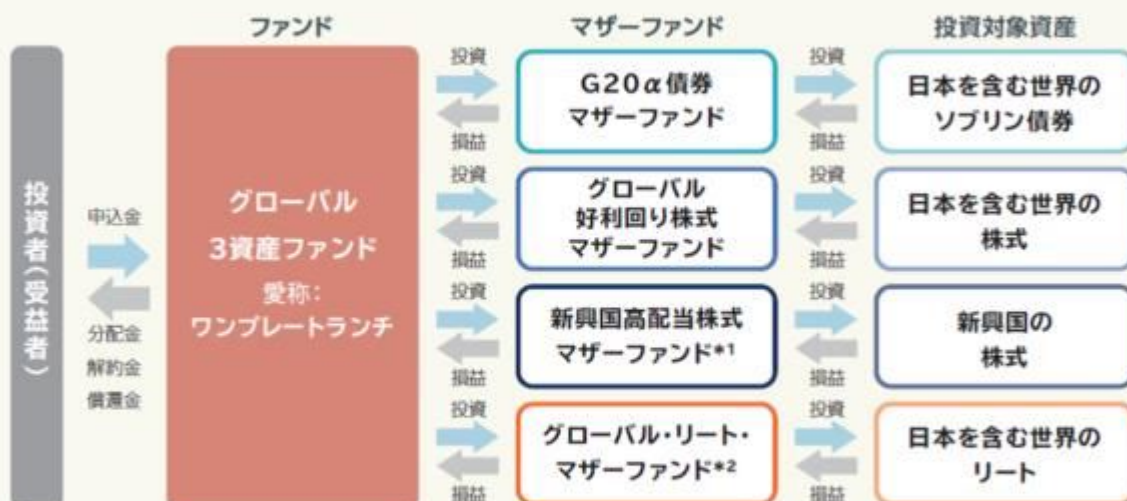 ファンド
マザーファンド
投資対象資産
投資者(受益者)
申込金
分配金
解約金
償還金
グローバル
3資産ファンド
愛称:
ワンプレートランチ
投資
損益
G20α債券
マザーファンド
投資
損益
日本を含む世界の
ソブリン債券
投資
損益
グローバル
好利回り株式
マザーファンド
投資
損益
日本を含む世界の
株式
投資
損益
新興国高配当株式
マザーファンド*1
投資
損益
新興国の
株式
投資
損益
グローバル・リート・
マザーファンド*2
投資
損益
日本を含む世界の
リート